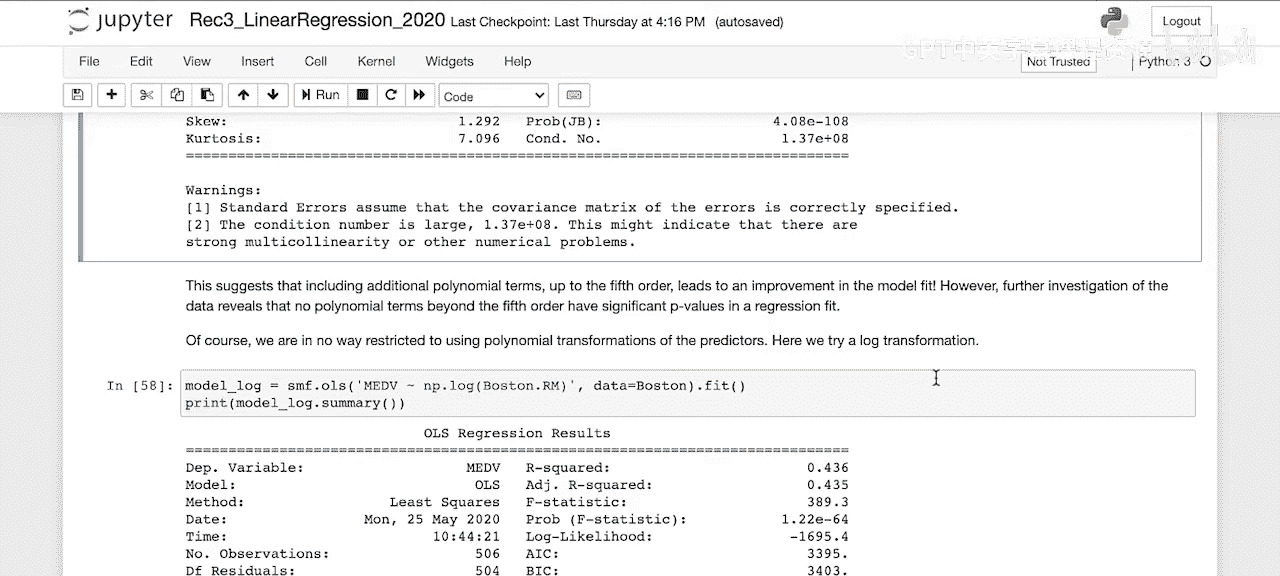 jupyter Rec3_LinearRegression_2020 Last Checkpoint: Last Thursday at 4:16 PM (autosaved)
Logout
File Edit View Insert Cell Kernel Widgets Help
Not Trusted
Python 3
Run
Code
Skew: 1.292 Prob(JB): 4.08e-108
Kurtosis: 7.096 Cond. No. 1.37e+08
==============================================================================
Warnings:
[1] Standard Errors assume that the covariance matrix of the errors is correctly specified.
[2] The condition number is large, 1.37e+08. This might indicate that there are
strong multicollinearity or other numerical problems.
This suggests that including additional polynomial terms, up to the fifth order, leads to an improvement in the model fit! However, further investigation of the
data reveals that no polynomial terms beyond the fifth order have significant p-values in a regression fit.
Of course, we are in no way restricted to using polynomial transformations of the predictors. Here we try a log transformation.
In [58]: model_log = smf.ols('MEDV ~ np.log(Boston.RM)', data=Boston).fit()
print(model_log.summary())
OLS Regression Results
==============================================================================
Dep. Variable: MEDV R-squared: 0.436
Model: OLS Adj. R-squared: 0.435
Method: Least Squares F-statistic: 389.3
Date: Mon, 25 May 2020 Prob (F-statistic): 1.22e-64
Time: 10:44:21 Log-Likelihood: -1695.4
No. Observations: 506 AIC: 3395.
Df Residuals: 504 BIC: 3403.